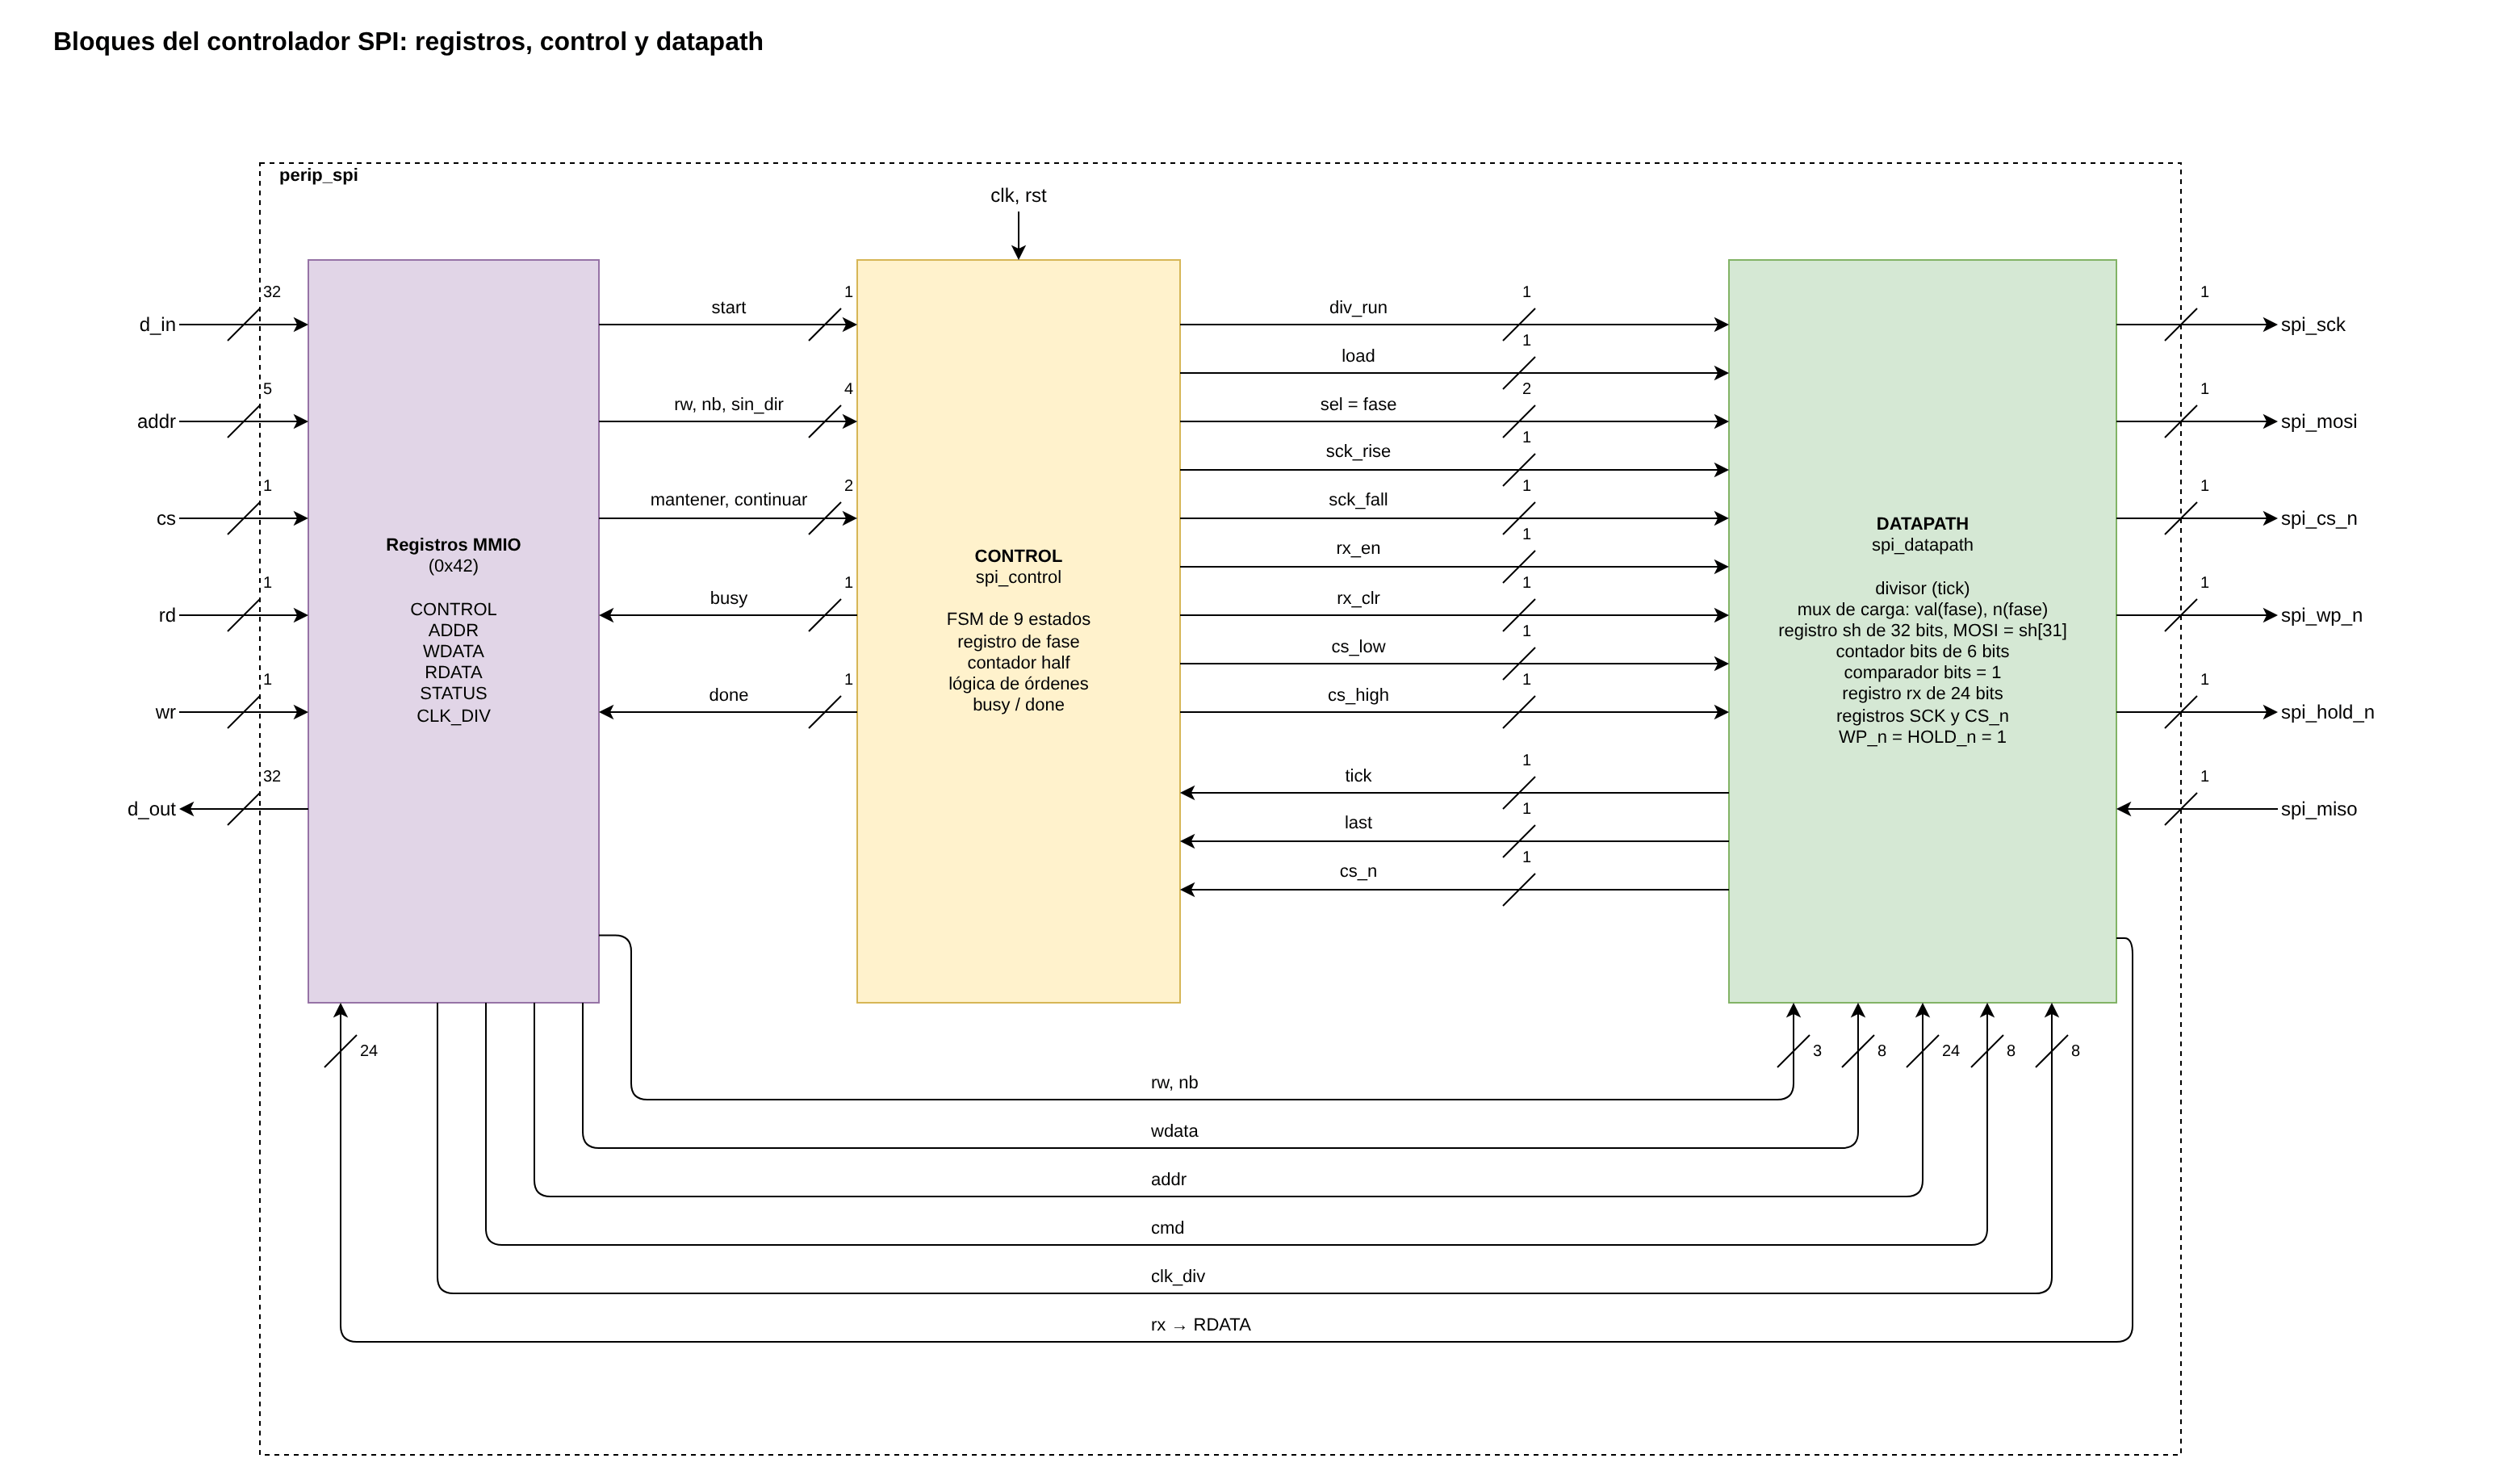 Bloques del controlador SPI: registros, control y datapath
perip_spi
clk, rst
d_in
32
addr
5
cs
1
rd
1
wr
1
d_out
32
Registros MMIO
(0x42)
CONTROL
ADDR
WDATA
RDATA
STATUS
CLK_DIV
start
1
rw, nb, sin_dir
4
mantener, continuar
2
busy
1
done
1
CONTROL
spi_control
FSM de 9 estados
registro de fase
contador half
lógica de órdenes
busy / done
div_run
1
load
1
sel = fase
2
sck_rise
1
sck_fall
1
rx_en
1
rx_clr
1
cs_low
1
cs_high
1
tick
1
last
1
cs_n
1
DATAPATH
spi_datapath
divisor (tick)
mux de carga: val(fase), n(fase)
registro sh de 32 bits, MOSI = sh[31]
contador bits de 6 bits
comparador bits = 1
registro rx de 24 bits
registros SCK y CS_n
WP_n = HOLD_n = 1
1
spi_sck
1
spi_mosi
1
spi_cs_n
1
spi_wp_n
1
spi_hold_n
1
spi_miso
24
3
8
24
8
8
rw, nb
wdata
addr
cmd
clk_div
rx → RDATA